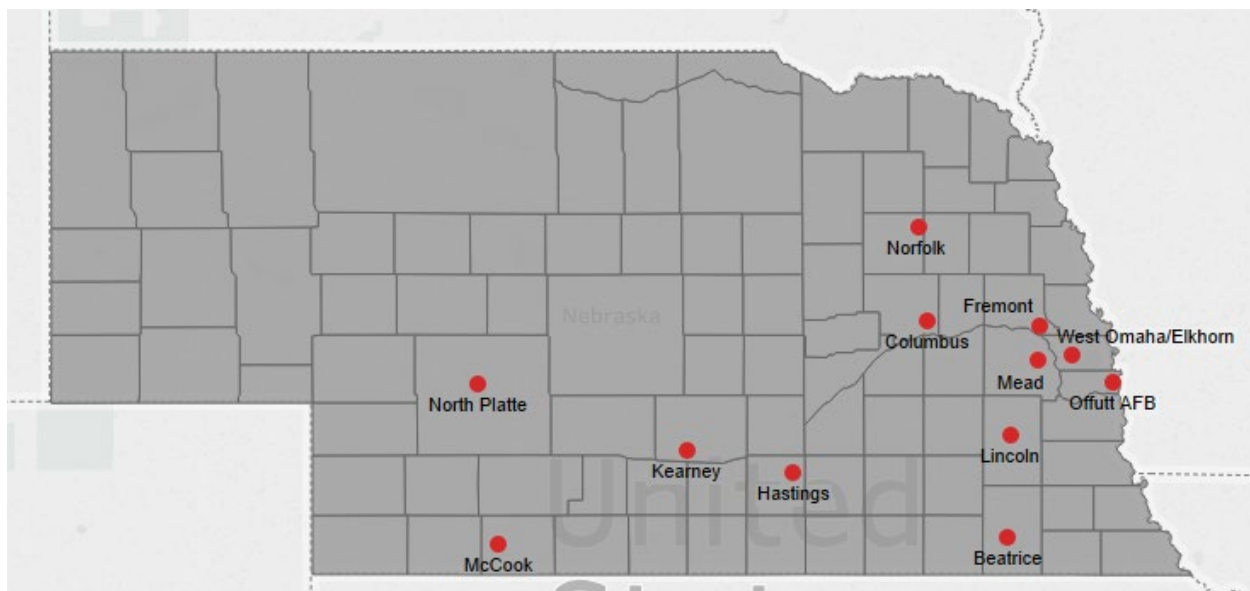 Norfolk
Nebraska
Fremont
Columbus
West Omaha/Elkhorn
Mead
Offutt AFB
North Platte
Lincoln
Kearney
Hastings
United
McCook
Beatrice